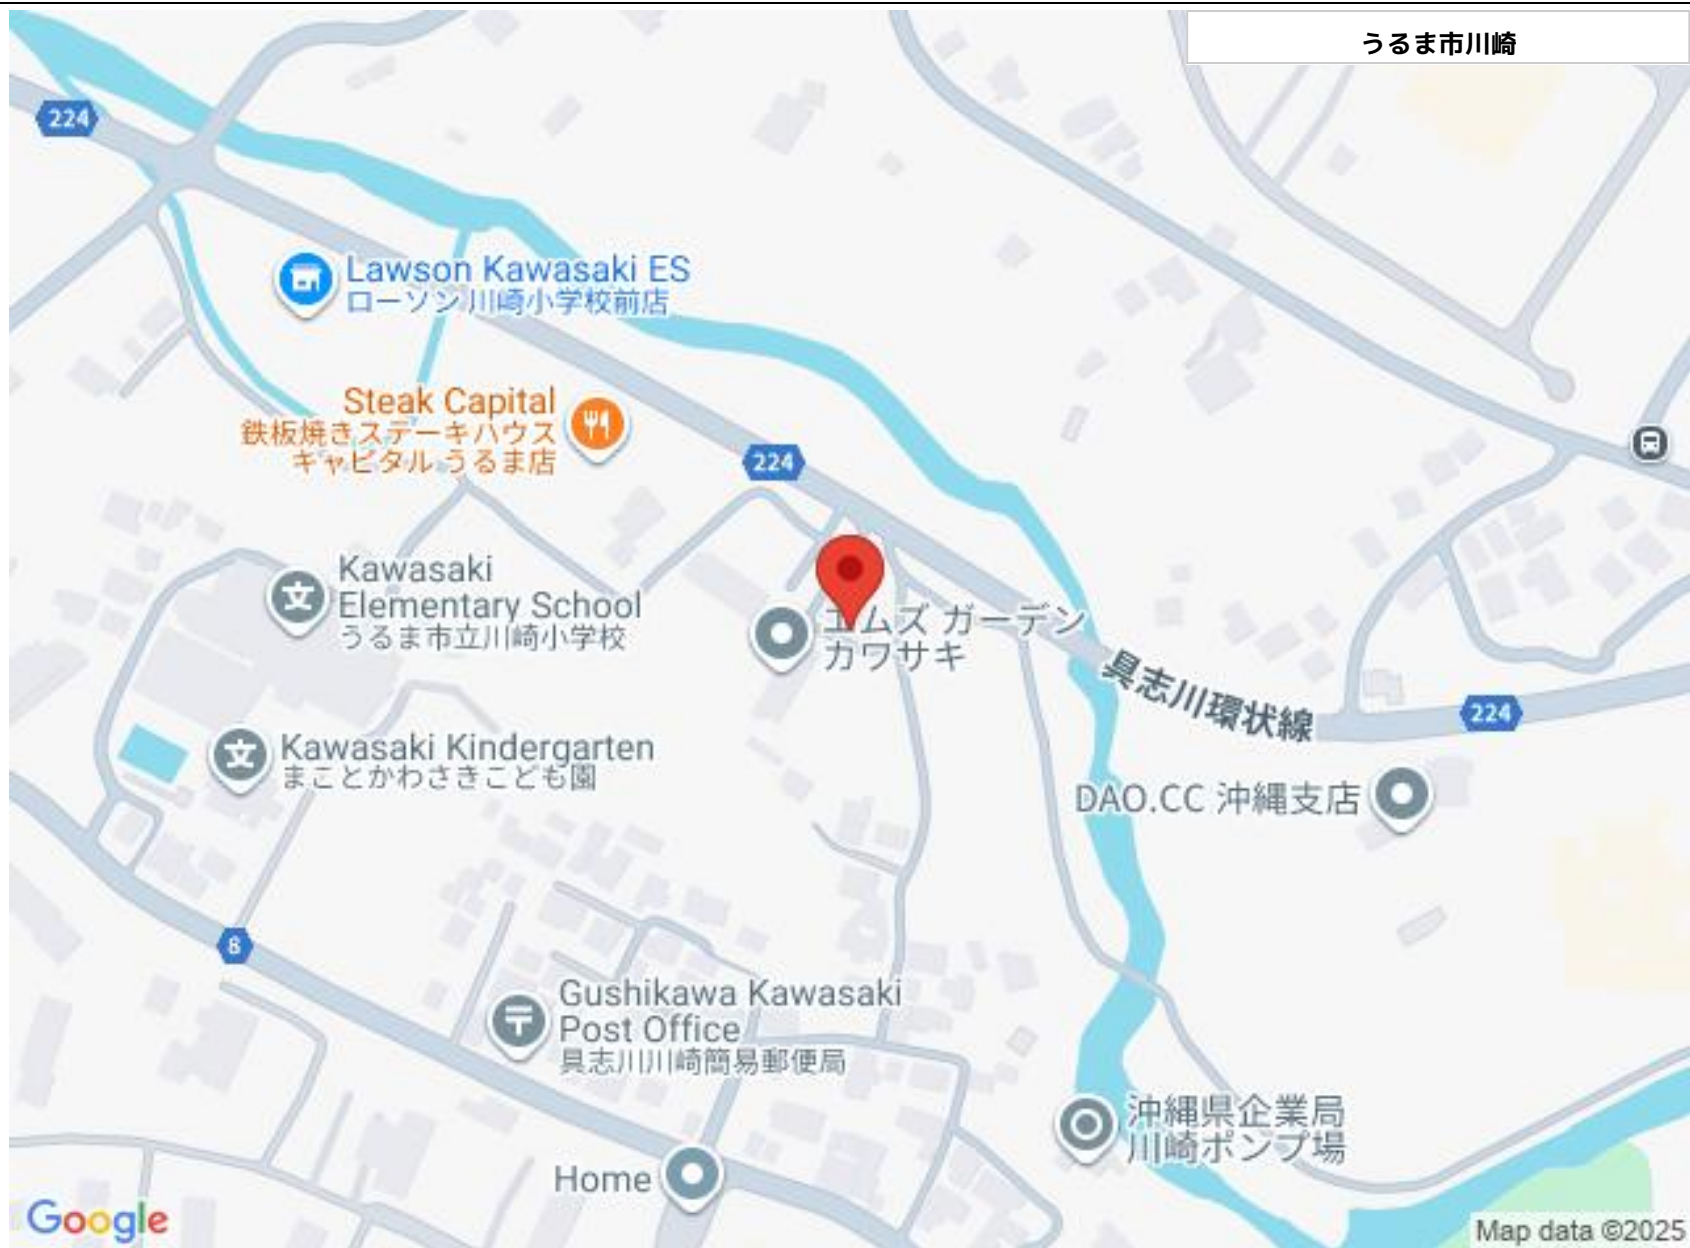 うるま市川崎
224
Lawson Kawasaki ES
ローソン 川崎小学校前店
Steak Capital
鉄板焼きステーキハウス
キャピタル うるま店
224
Kawasaki
Elementary School
うるま市立川崎小学校
エムズ ガーデン
カワサキ
具志川環状線
224
Kawasaki Kindergarten
まことかわさきこども園
DAO.CC 沖縄支店
8
Gushikawa Kawasaki
Post Office
具志川川崎簡易郵便局
沖縄県企業局
川崎ポンプ場
Home
Google
Map data ©2025